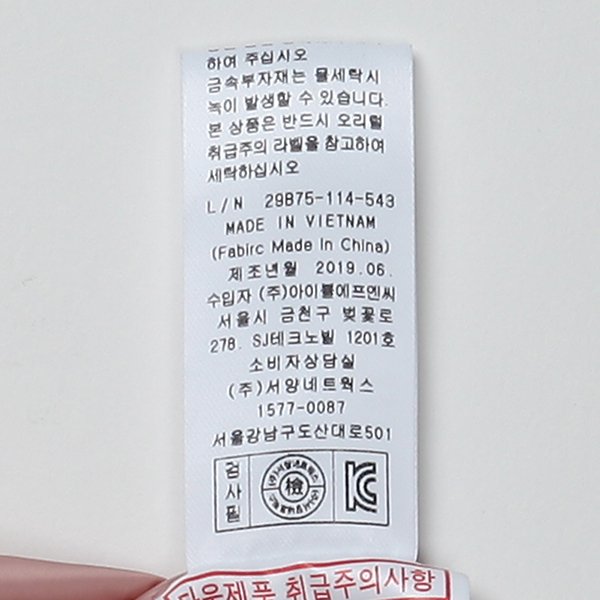 하여 주십시오
금속부자재는 물세탁시
녹이 발생할 수 있습니다.
본 상품은 반드시 오리털
취급주의 라벨을 참고하여
세탁하십시오
L/N 29B75-114-543
MADE IN VIETNAM
(Fabirc Made In China)
제조년월 2019.06.
수입자 (주)아이블에프엔씨
서울시 금천구 벚꽃로
278. SJ테크노빌 1201호
소비자상담실
(주)서양네트웍스
1577-0087
서울강남구도산대로501
검사필
檢
KC
다운제품 취급주의사항